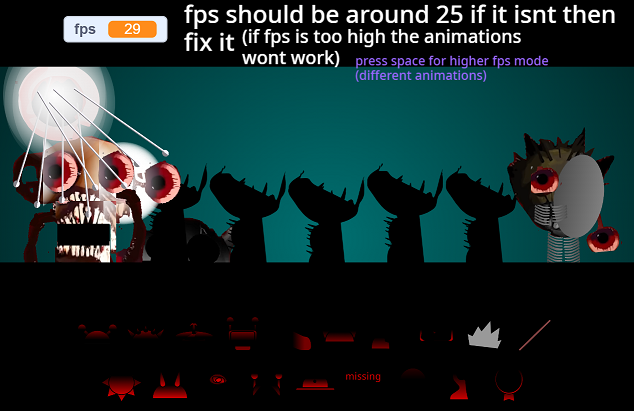 fps 29
fps should be around 25 if it isnt then
fix it (if fps is too high the animations
wont work)
press space for higher fps mode
(different animations)
missing